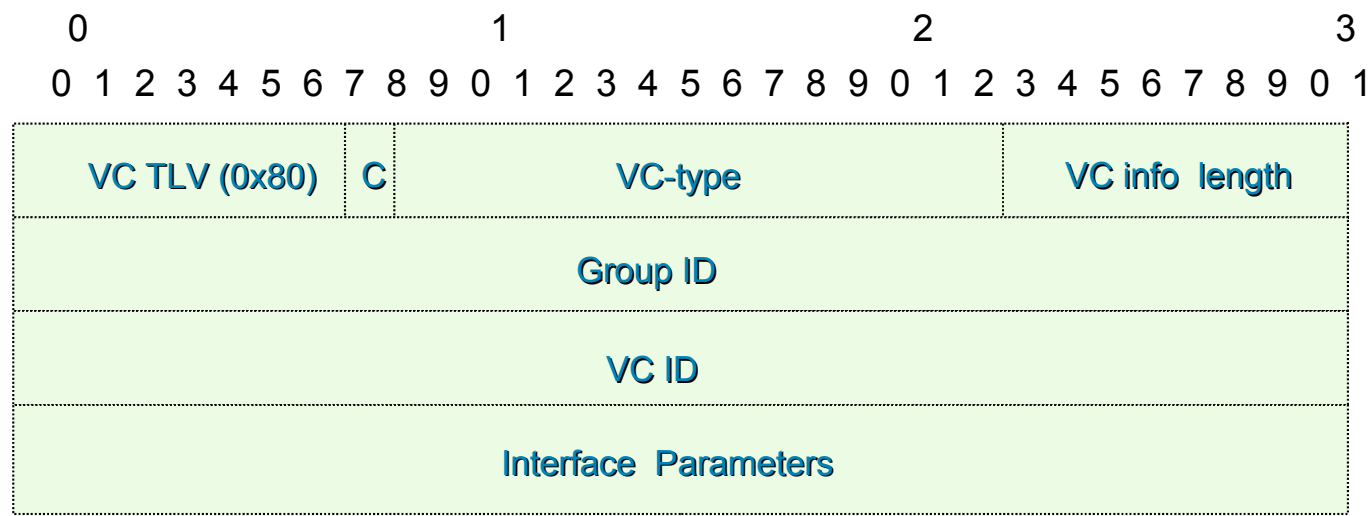 0 1 2 3
0 1 2 3 4 5 6 7 8 9 0 1 2 3 4 5 6 7 8 9 0 1 2 3 4 5 6 7 8 9 0 1
VC TLV (0x80) C VC-type VC info length
Group ID
VC ID
Interface Parameters